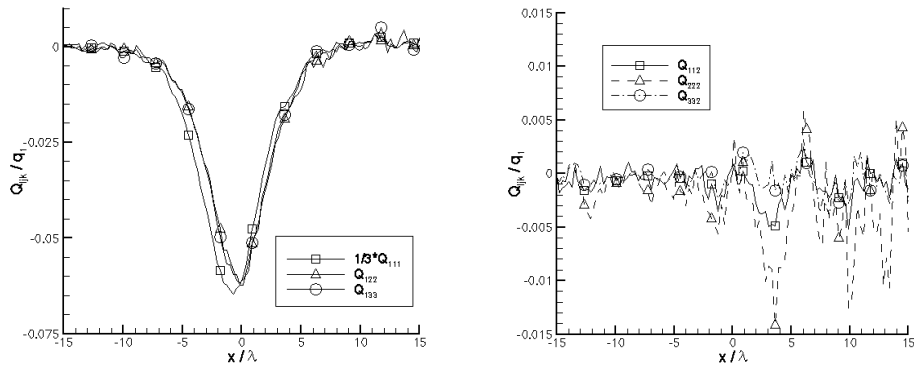 Q_ijk / q_1
0
-0.025
-0.05
-0.075
-15
-10
-5
0
5
10
15
x / λ
1/3*Q_111
Q_122
Q_133
Q_ijk / q_1
0.015
0.01
0.005
0
-0.005
-0.01
-0.015
-15
-10
-5
0
5
10
15
x / λ
Q_112
Q_222
Q_332